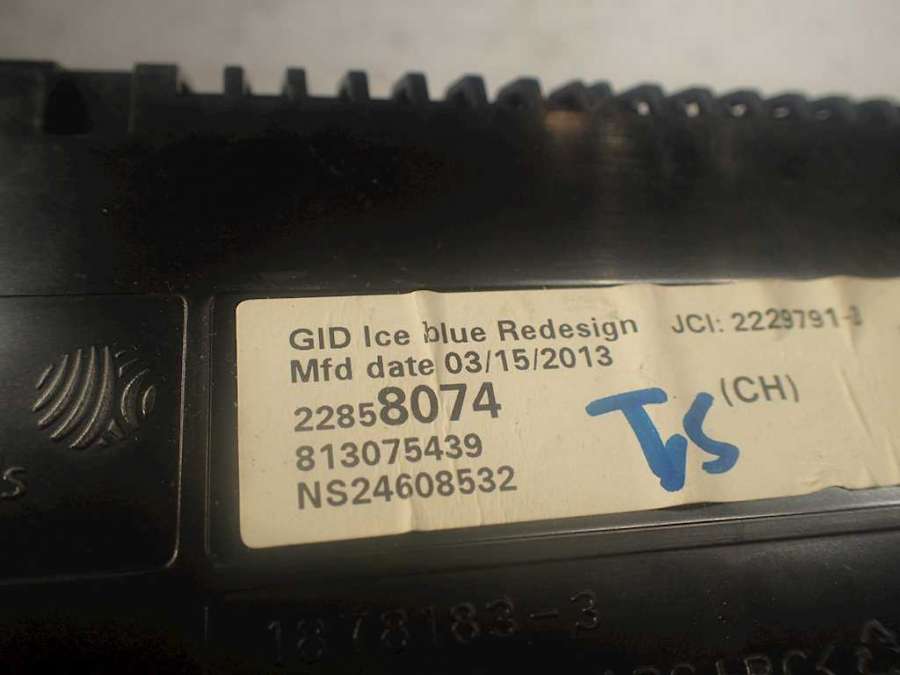 GID Ice blue Redesign JCI: 2229791-3
Mfd date 03/15/2013
22858074
(CH)
TS
813075439
NS24608532
s
1878183-3